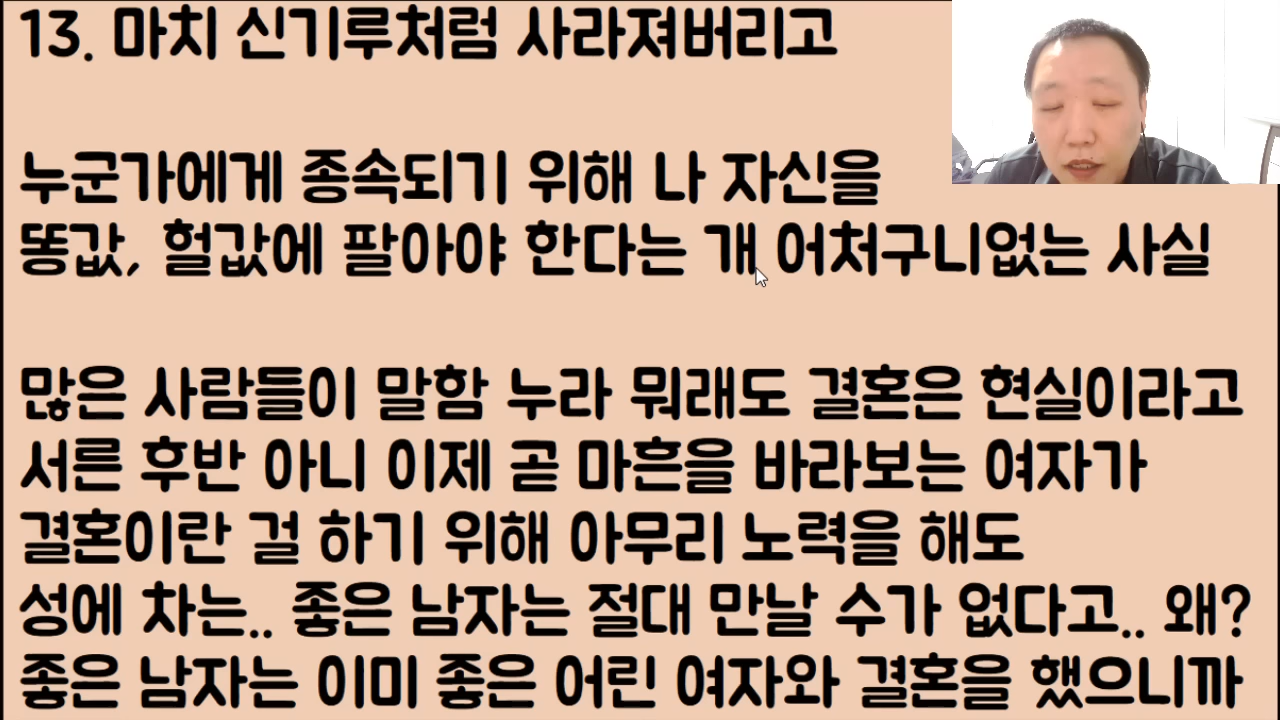 13. 마치 신기루처럼 사라져버리고
누군가에게 종속되기 위해 나 자신을
똥값, 헐값에 팔아야 한다는 개 어처구니없는 사실
많은 사람들이 말함 누라 뭐래도 결혼은 현실이라고
서른 후반 아니 이제 곧 마흔을 바라보는 여자가
결혼이란 걸 하기 위해 아무리 노력을 해도
성에 차는.. 좋은 남자는 절대 만날 수가 없다고.. 왜?
좋은 남자는 이미 좋은 어린 여자와 결혼을 했으니까